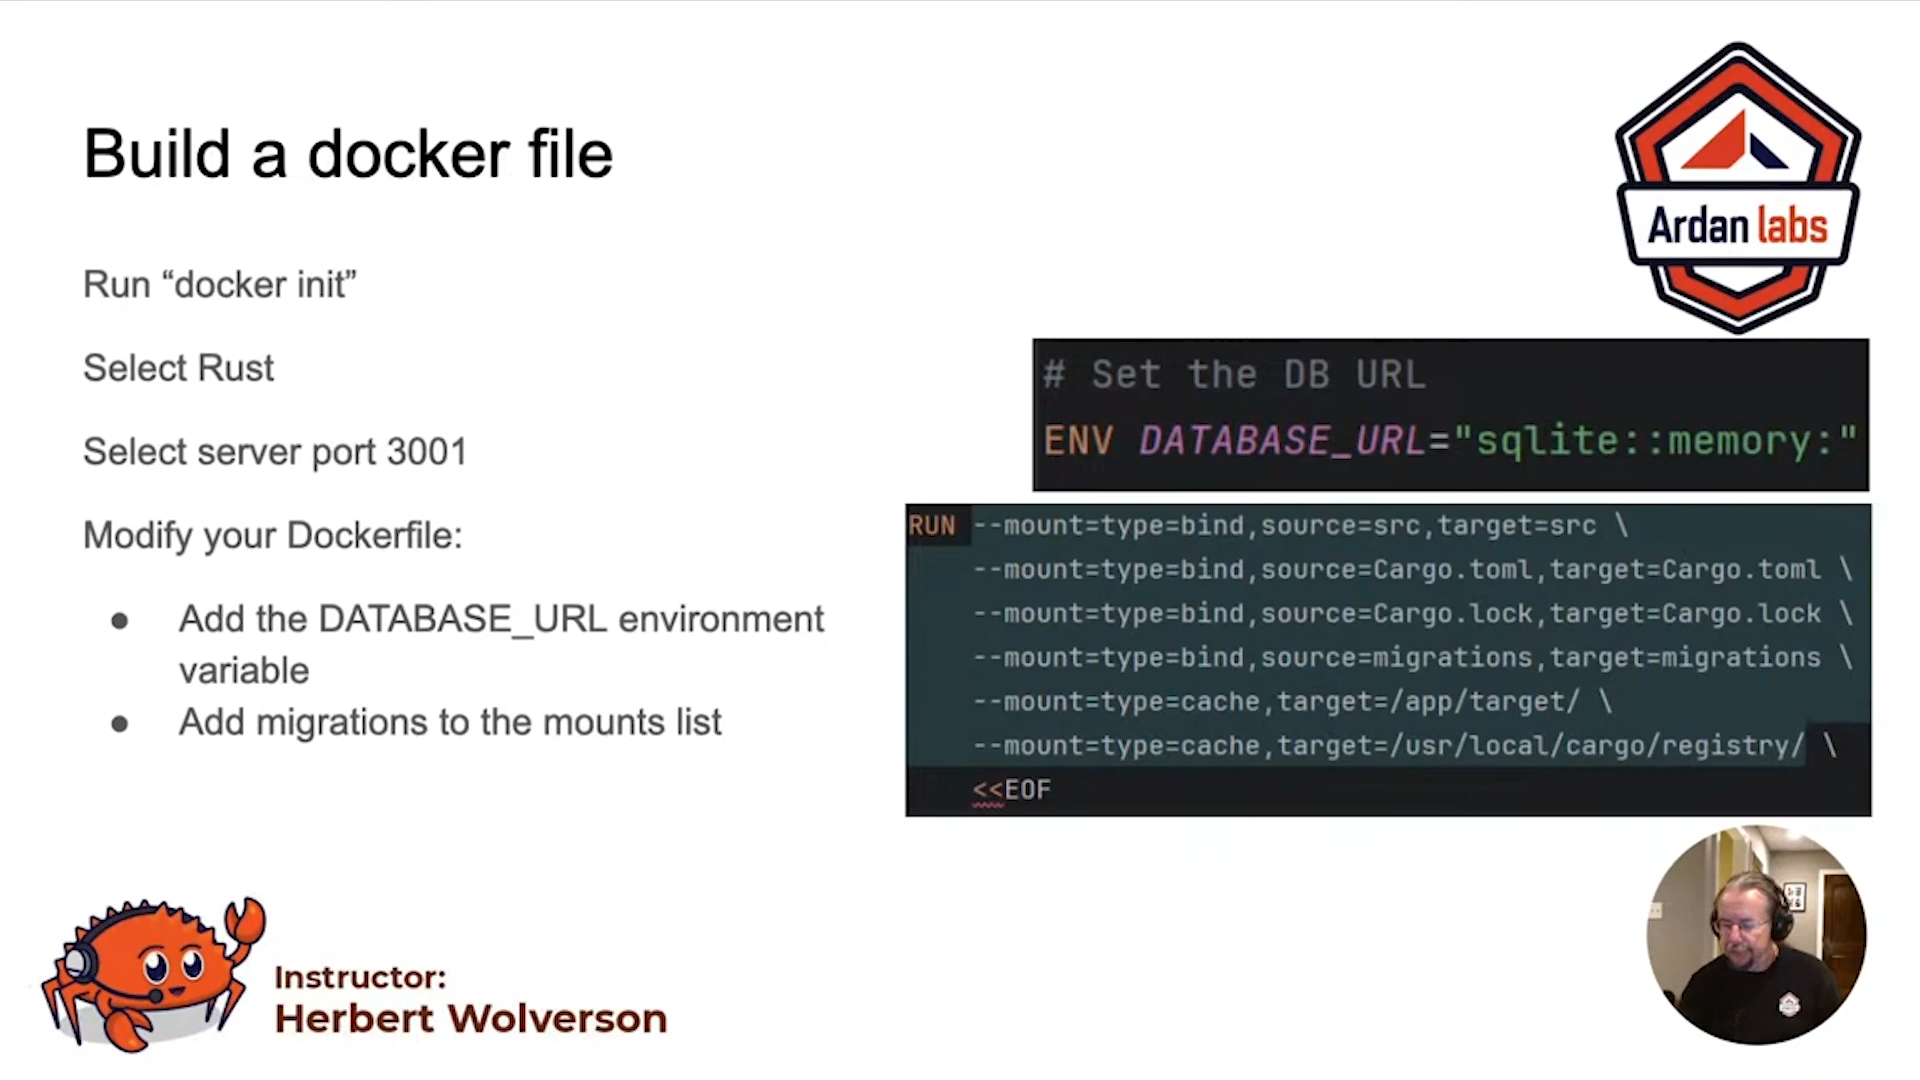 Build a docker file
Ardan labs
Run “docker init”
Select Rust
Select server port 3001
Modify your Dockerfile:
● Add the DATABASE_URL environment
variable
● Add migrations to the mounts list
# Set the DB URL
ENV DATABASE_URL="sqlite::memory:"
RUN --mount=type=bind,source=src,target=src \
--mount=type=bind,source=Cargo.toml,target=Cargo.toml \
--mount=type=bind,source=Cargo.lock,target=Cargo.lock \
--mount=type=bind,source=migrations,target=migrations \
--mount=type=cache,target=/app/target/ \
--mount=type=cache,target=/usr/local/cargo/registry/ \
<<EOF
Instructor:
Herbert Wolverson